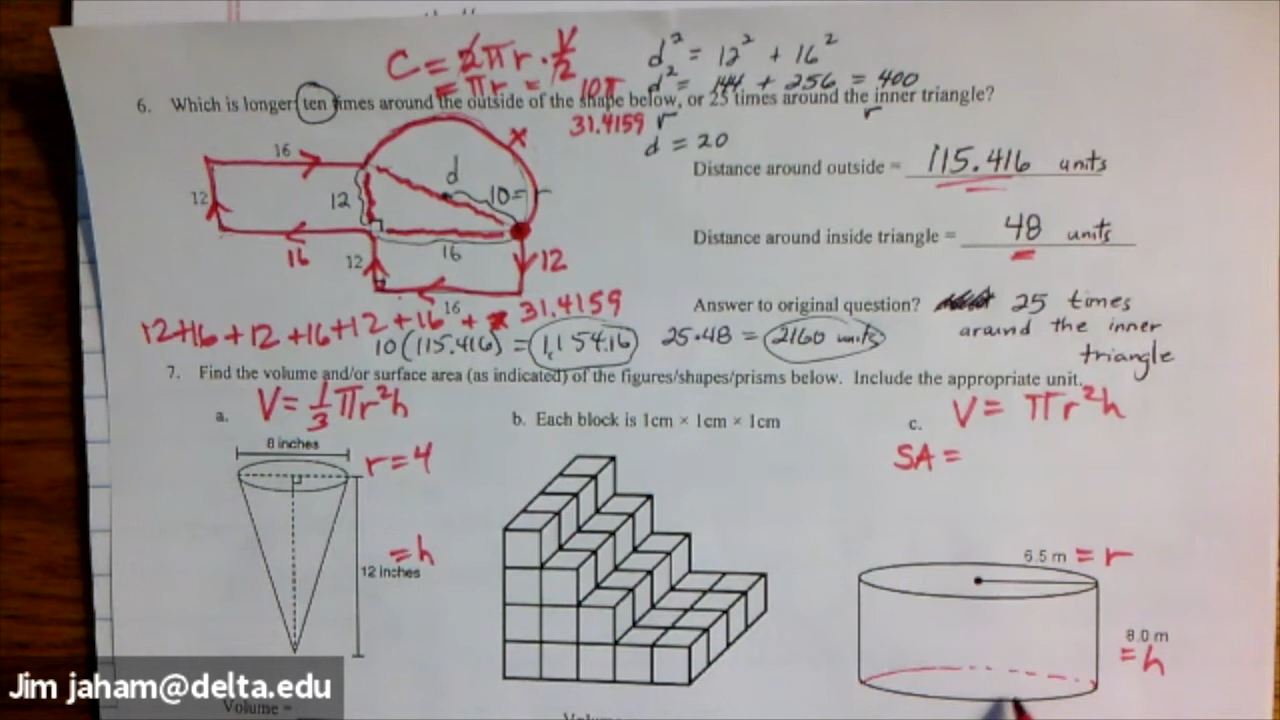 C = 2πr · 1/2
= πr = 10π
d² = 12² + 16²
d² = 144 + 256 = 400
6. Which is longer: ten times around the outside of the shape below, or 25 times around the inner triangle?
31.4159 r
r
d = 20
16
12
12
d
10 = r
Distance around outside = 115.416 units
16
12
16
12
16
Distance around inside triangle = 48 units
12+16+12+16+12+16 + 31.4159
10(115.416) = 1,154.16
25·48 = 2160 units
Answer to original question? 25 times
around the inner
triangle
7. Find the volume and/or surface area (as indicated) of the figures/shapes/prisms below. Include the appropriate unit.
a. V = 1/3 πr²h
8 inches
r = 4
= h
12 inches
b. Each block is 1cm × 1cm × 1cm
c. V = πr²h
SA =
6.5 m = r
8.0 m
= h
Jim jaham@delta.edu
Volume =